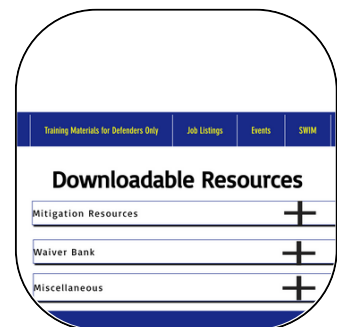 Training Materials for Defenders Only Job Listings Events SWIM
Downloadable Resources
Mitigation Resources
Waiver Bank
Miscellaneous